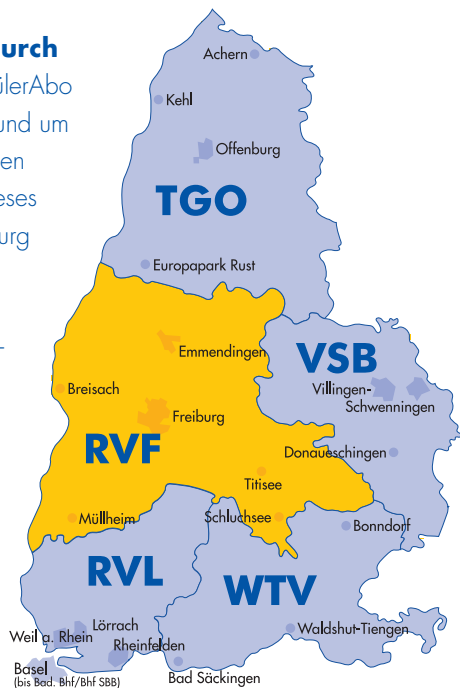 urch
ülerAbo
und um
en
eses
urg
Achern
Kehl
Offenburg
TGO
Europapark Rust
Emmendingen
VSB
Villingen-
Schwenningen
Breisach
Freiburg
RVF
Donaueschingen
Titisee
Müllheim
Schluchsee
Bonndorf
RVL
WTV
Lörrach
Weil a. Rhein
Waldshut-Tiengen
Rheinfelden
Basel
(bis Bad. Bhf/Bhf SBB)
Bad Säckingen